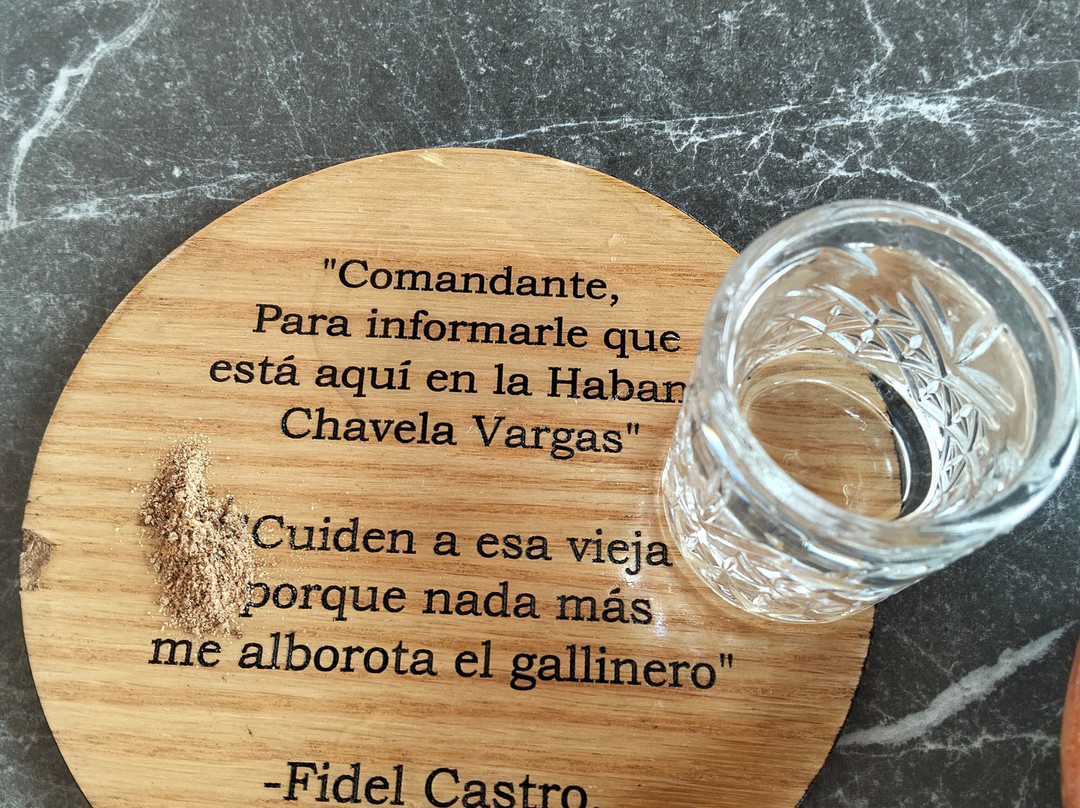 "Comandante,
Para informarle que
está aquí en la Haban
Chavela Vargas"
"Cuiden a esa vieja
porque nada más
me alborota el gallinero"
-Fidel Castro.